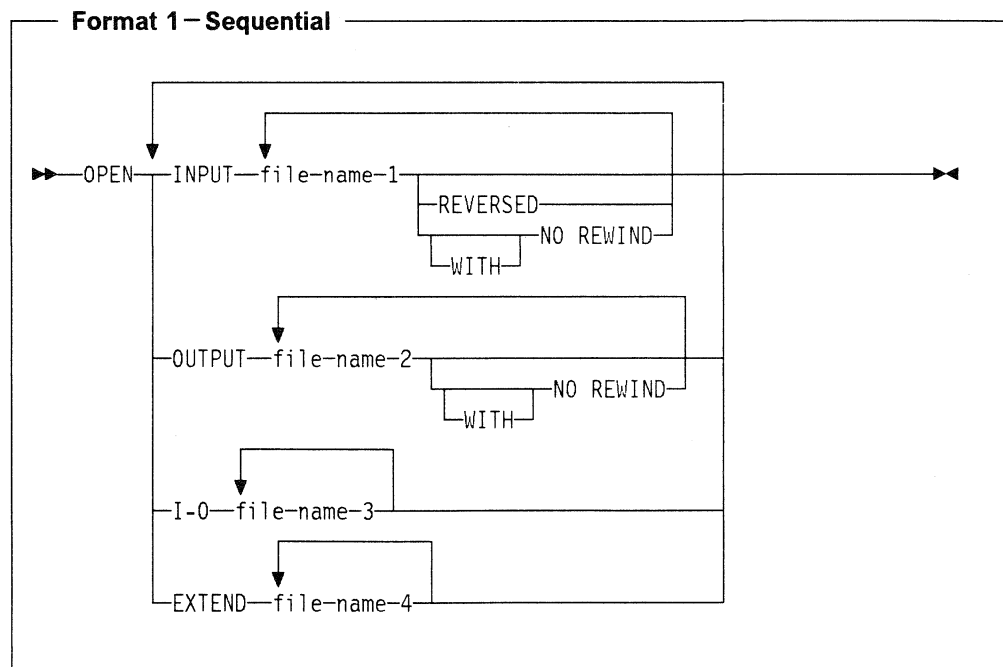 Format 1—Sequential
OPEN INPUT file-name-1
REVERSED
NO REWIND
WITH
OUTPUT file-name-2
NO REWIND
WITH
I-O file-name-3
EXTEND file-name-4